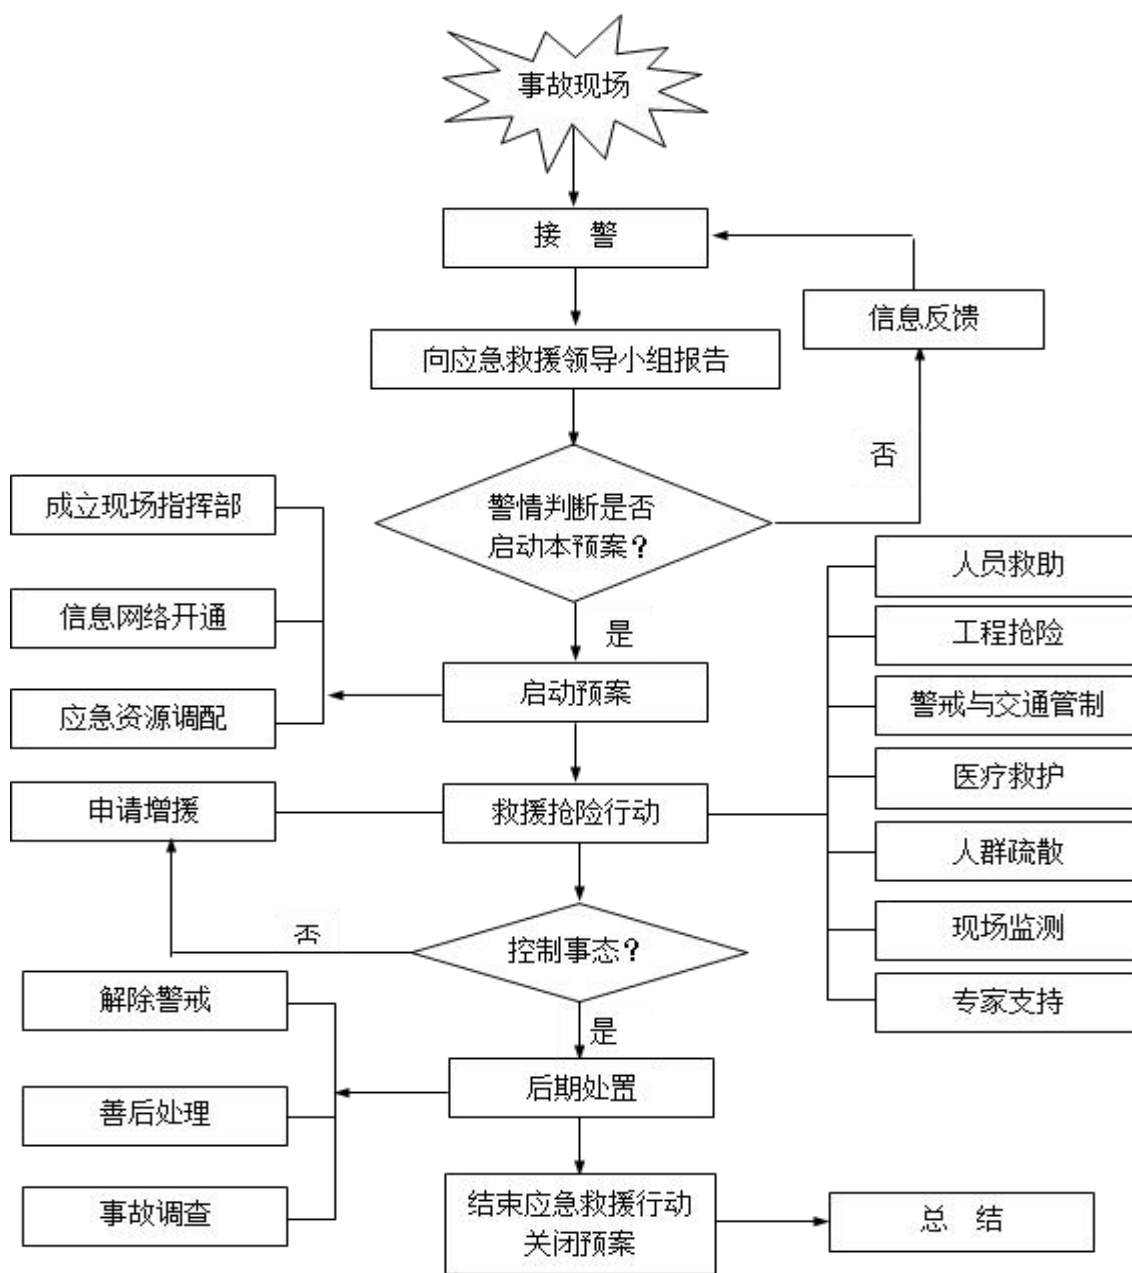 事故现场
接 警
信息反馈
向应急救援领导小组报告
否
成立现场指挥部
警情判断是否
启动本预案？
人员救助
信息网络开通
是
工程抢险
启动预案
应急资源调配
警戒与交通管制
医疗救护
申请增援
救援抢险行动
人群疏散
否
控制事态？
现场监测
解除警戒
专家支持
是
后期处置
善后处理
事故调查
结束应急救援行动
关闭预案
总 结